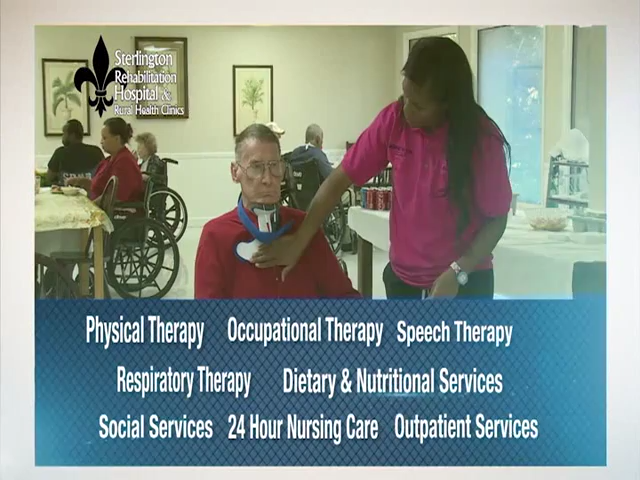 Sterlington
Rehabilitation
Hospital &
Rural Health Clinics
Physical Therapy Occupational Therapy Speech Therapy
Respiratory Therapy Dietary & Nutritional Services
Social Services 24 Hour Nursing Care Outpatient Services